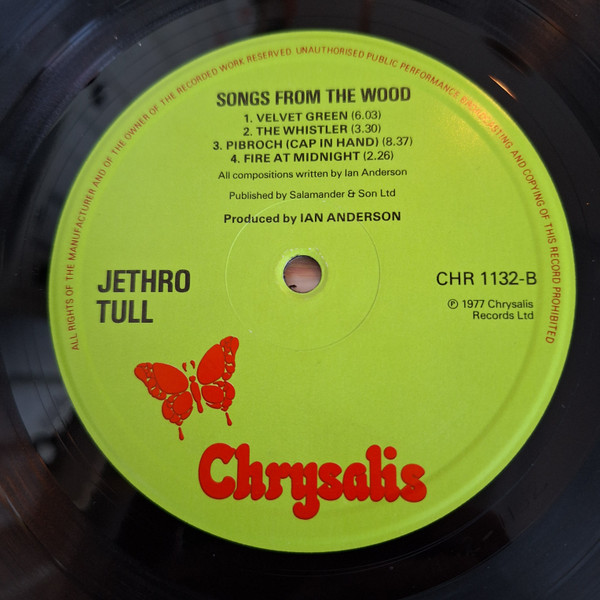 ALL RIGHTS OF THE MANUFACTURER AND OF THE OWNER OF THE RECORDED WORK RESERVED. UNAUTHORISED PUBLIC PERFORMANCE BROADCASTING AND COPYING OF THIS RECORD PROHIBITED
SONGS FROM THE WOOD
1. VELVET GREEN (6.03)
2. THE WHISTLER (3.30)
3. PIBROCH (CAP IN HAND) (8.37)
4. FIRE AT MIDNIGHT (2.26)
All compositions written by Ian Anderson
Published by Salamander & Son Ltd
Produced by IAN ANDERSON
JETHRO
TULL
CHR 1132-B
℗ 1977 Chrysalis
Records Ltd
Chrysalis